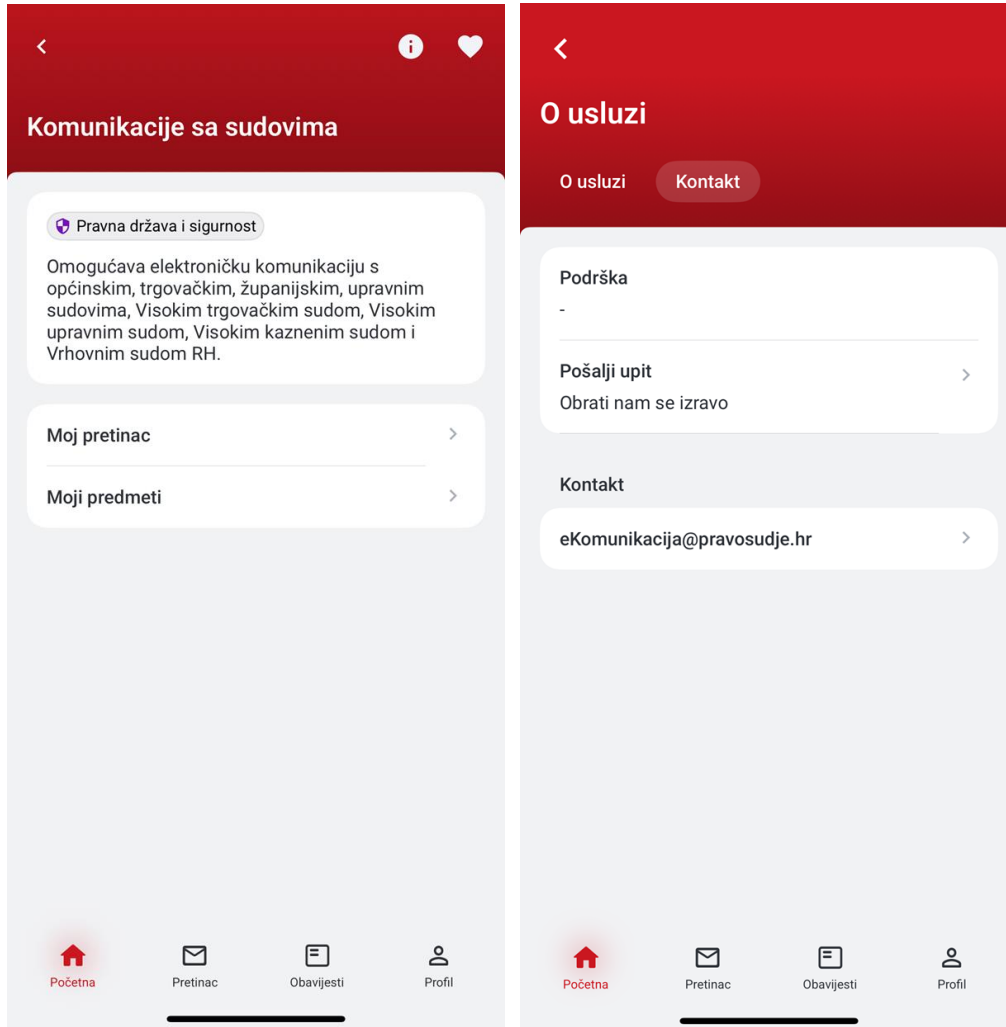 Komunikacije sa sudovima
Pravna država i sigurnost
Omogućava elektroničku komunikaciju s
općinskim, trgovačkim, županijskim, upravnim
sudovima, Visokim trgovačkim sudom, Visokim
upravnim sudom, Visokim kaznenim sudom i
Vrhovnim sudom RH.
Moj pretinac
Moji predmeti
Početna
Pretinac
Obavijesti
Profil
O usluzi
O usluzi
Kontakt
Podrška
-
Pošalji upit
Obrati nam se izravo
Kontakt
eKomunikacija@pravosudje.hr
Početna
Pretinac
Obavijesti
Profil